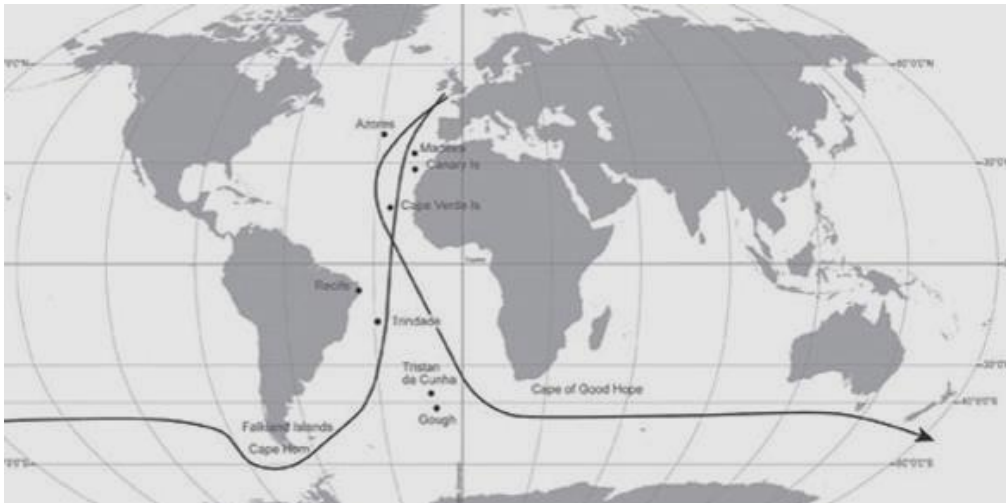 Azores
Madeira
Canary Is
Cape Verde Is.
Recife
Trindade
Tristan
da Cunha
Gough
Cape of Good Hope
Falkland Islands
Cape Horn